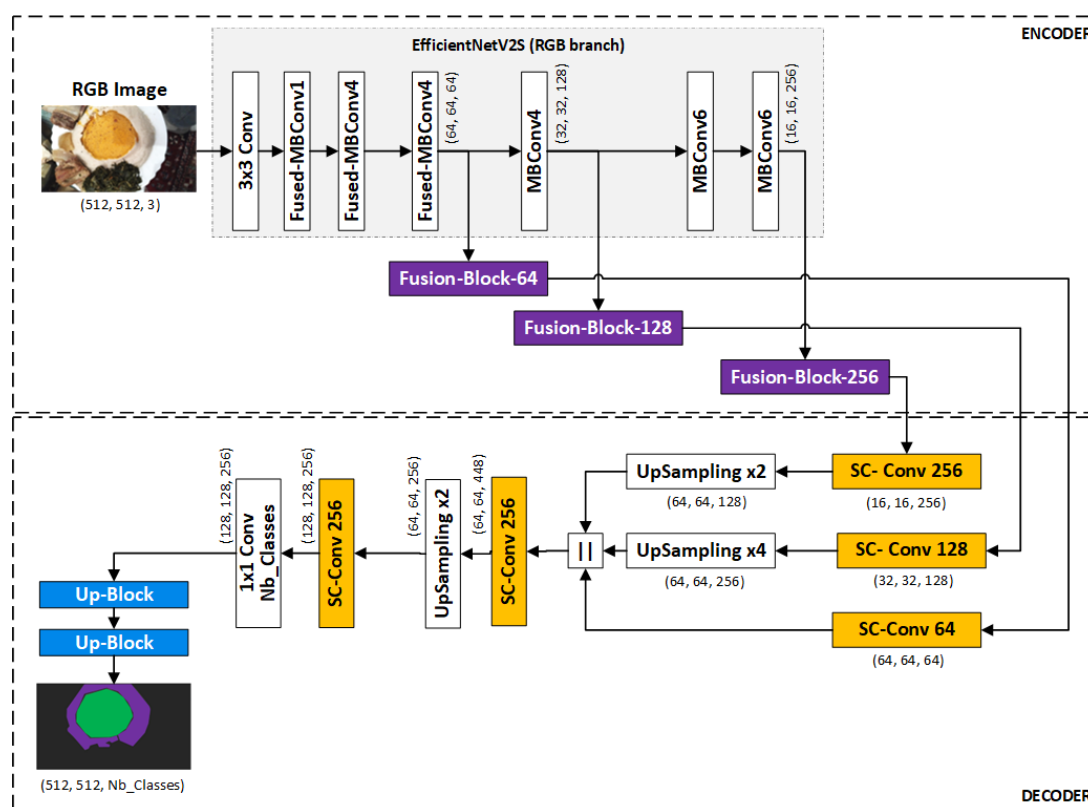 ENCODER
EfficientNetV2S (RGB branch)
RGB Image
(512, 512, 3)
3x3 Conv
Fused-MBConv1
Fused-MBConv4
Fused-MBConv4
(64, 64, 64)
MBConv4
(32, 32, 128)
MBConv6
MBConv6
(16, 16, 256)
Fusion-Block-64
Fusion-Block-128
Fusion-Block-256
SC- Conv 256
(16, 16, 256)
UpSampling x2
(64, 64, 128)
SC- Conv 128
(32, 32, 128)
UpSampling x4
(64, 64, 256)
SC-Conv 64
(64, 64, 64)
||
SC-Conv 256
(64, 64, 448)
UpSampling x2
(64, 64, 256)
SC-Conv 256
(128, 128, 256)
1x1 Conv
Nb_Classes
(128, 128, 256)
Up-Block
Up-Block
(512, 512, Nb_Classes)
DECODER